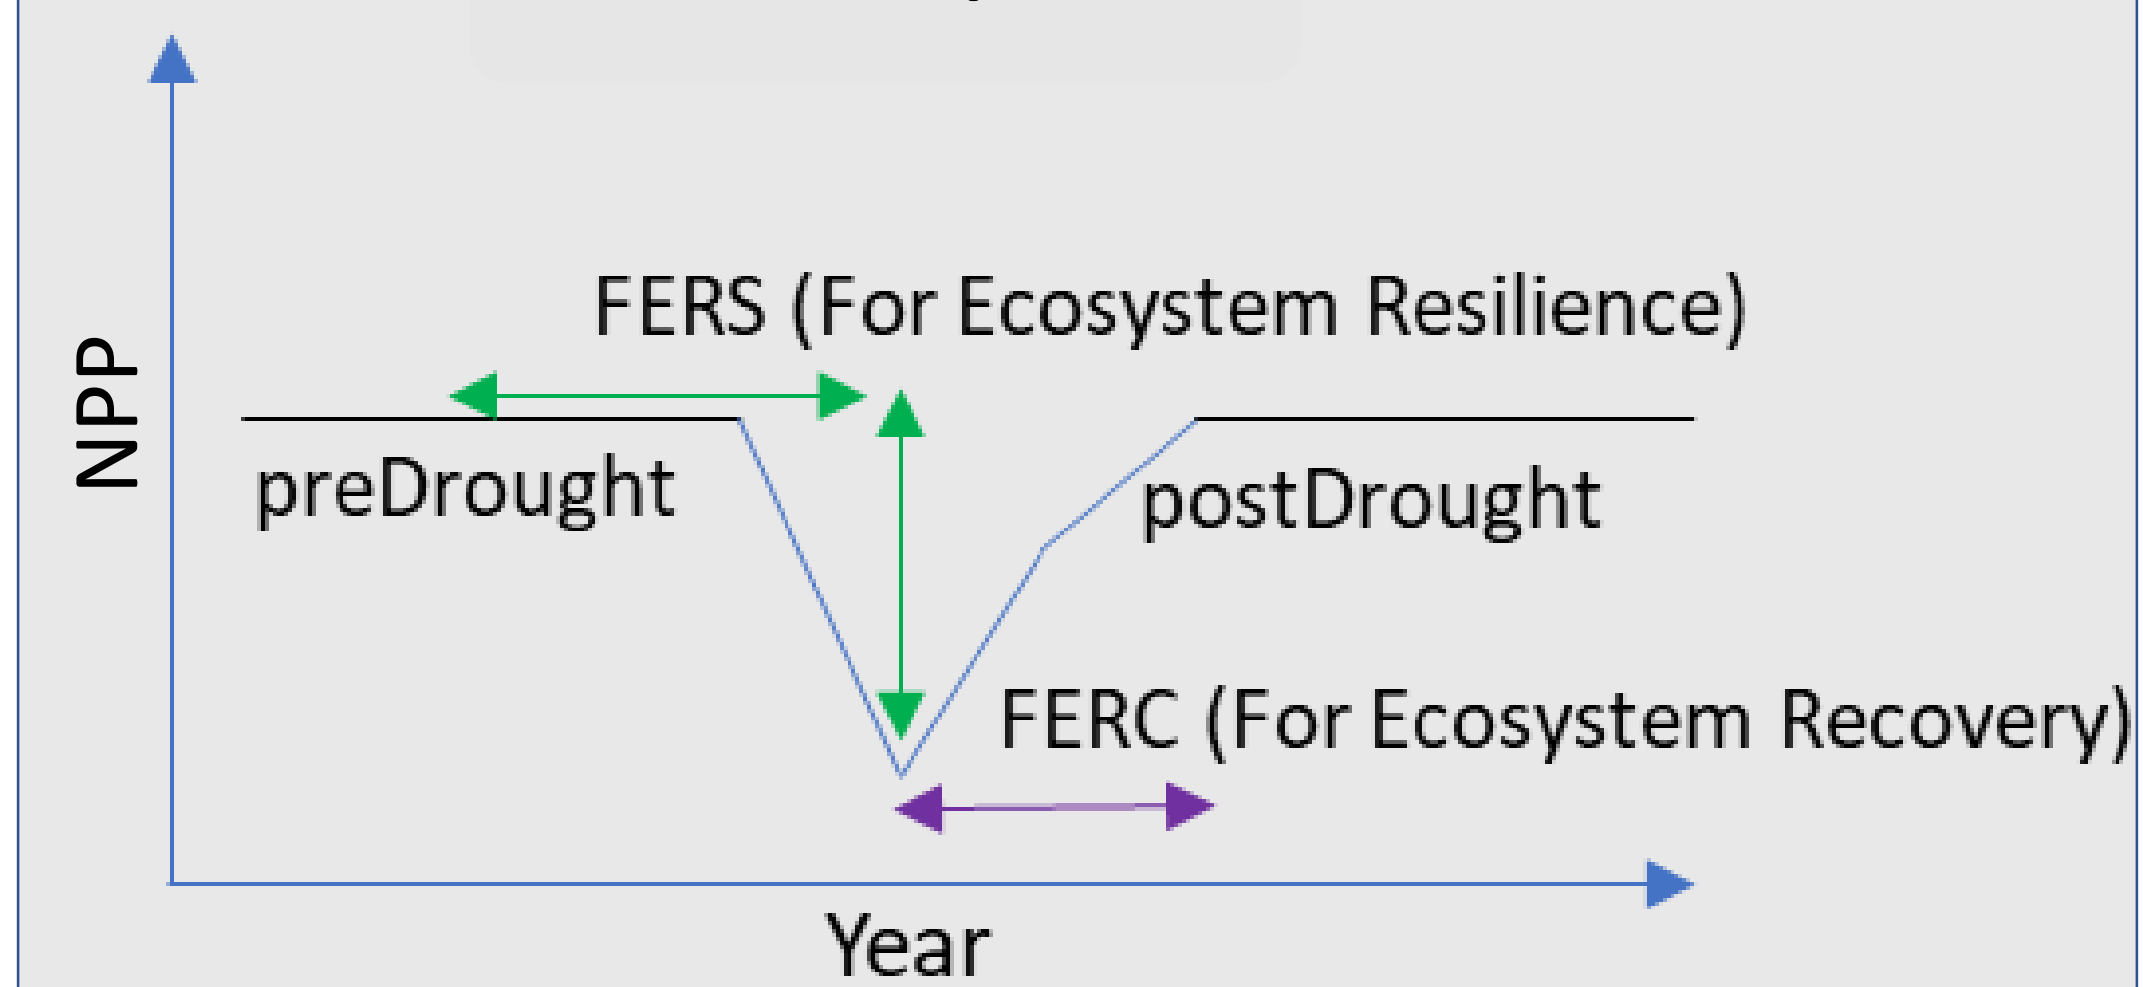 FERS (For Ecosystem Resilience)
NPP
preDrought
postDrought
FERC (For Ecosystem Recovery)
Year